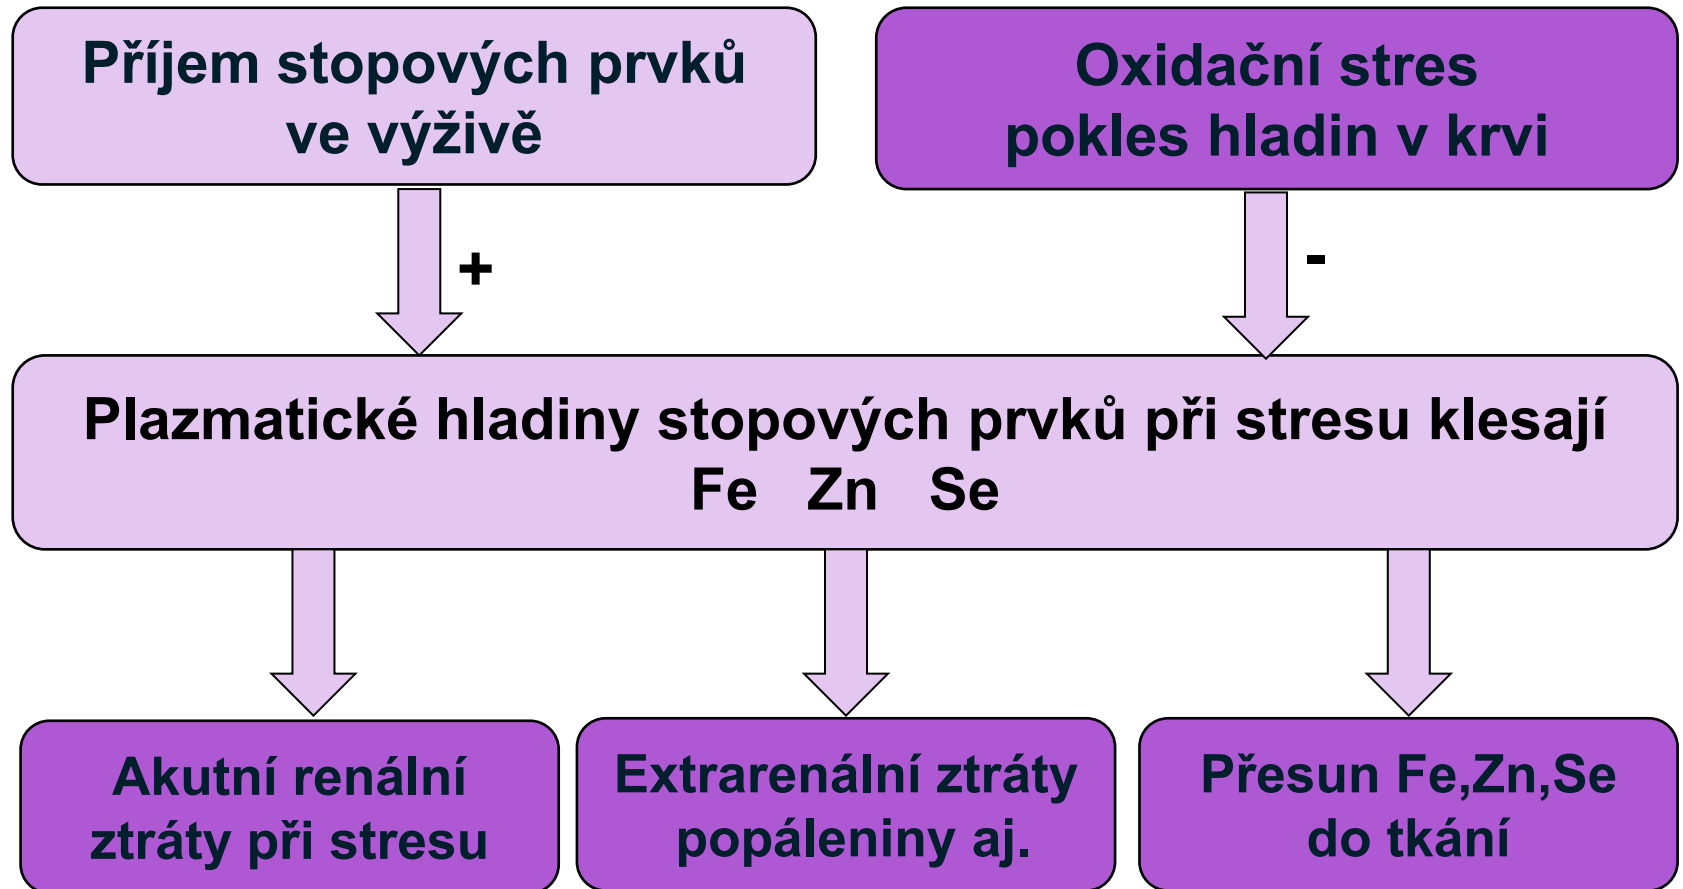 Příjem stopových prvků
ve výživě
Oxidační stres
pokles hladin v krvi
+
-
Plazmatické hladiny stopových prvků při stresu klesají
Fe Zn Se
Akutní renální
ztráty při stresu
Extrarenální ztráty
popáleniny aj.
Přesun Fe,Zn,Se
do tkání